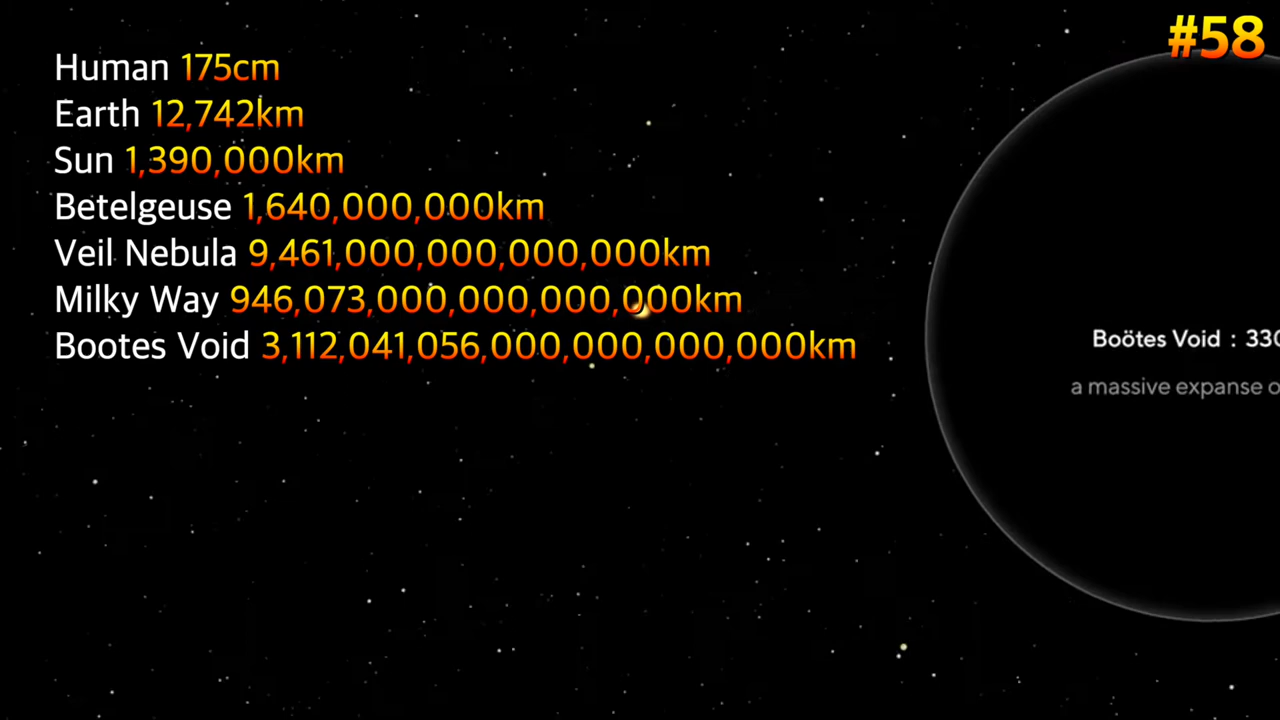 #58
Human 175cm
Earth 12,742km
Sun 1,390,000km
Betelgeuse 1,640,000,000km
Veil Nebula 9,461,000,000,000,000km
Milky Way 946,073,000,000,000,000km
Bootes Void 3,112,041,056,000,000,000,000km
Boötes Void : 330
a massive expanse o